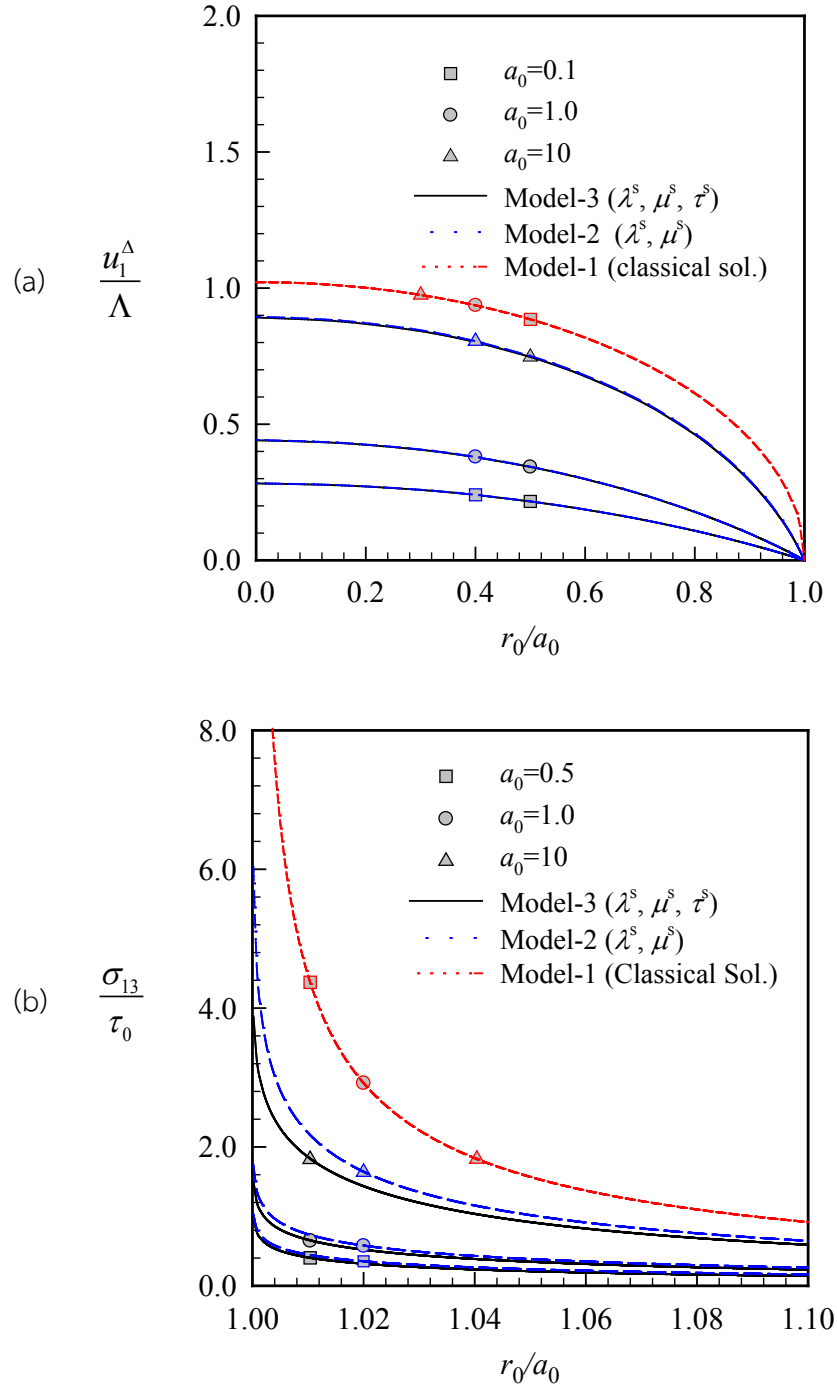 2.0
a₀=0.1
a₀=1.0
1.5
a₀=10
Model-3 (λˢ, μˢ, τˢ)
Model-2 (λˢ, μˢ)
Model-1 (classical sol.)
(a)
u₁^Δ
Λ
1.0
0.5
0.0
0.0 0.2 0.4 0.6 0.8 1.0
r₀/a₀
8.0
a₀=0.5
a₀=1.0
a₀=10
6.0
Model-3 (λˢ, μˢ, τˢ)
Model-2 (λˢ, μˢ)
Model-1 (Classical Sol.)
(b)
σ₁₃
τ₀
4.0
2.0
0.0
1.00 1.02 1.04 1.06 1.08 1.10
r₀/a₀